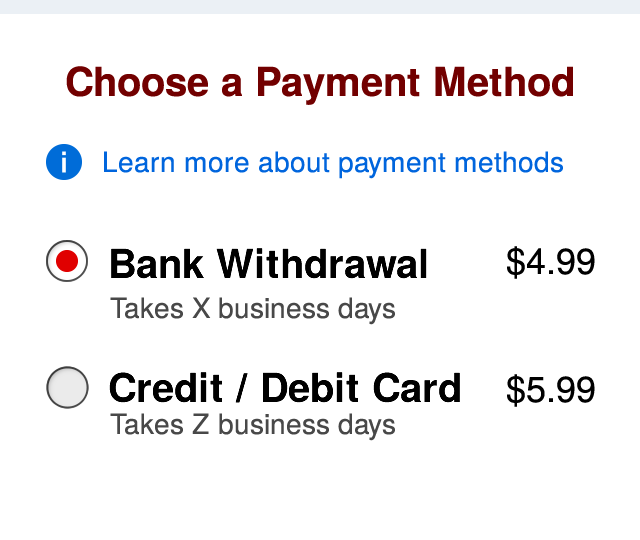 Choose a Payment Method
i Learn more about payment methods
Bank Withdrawal $4.99
Takes X business days
Credit / Debit Card $5.99
Takes Z business days